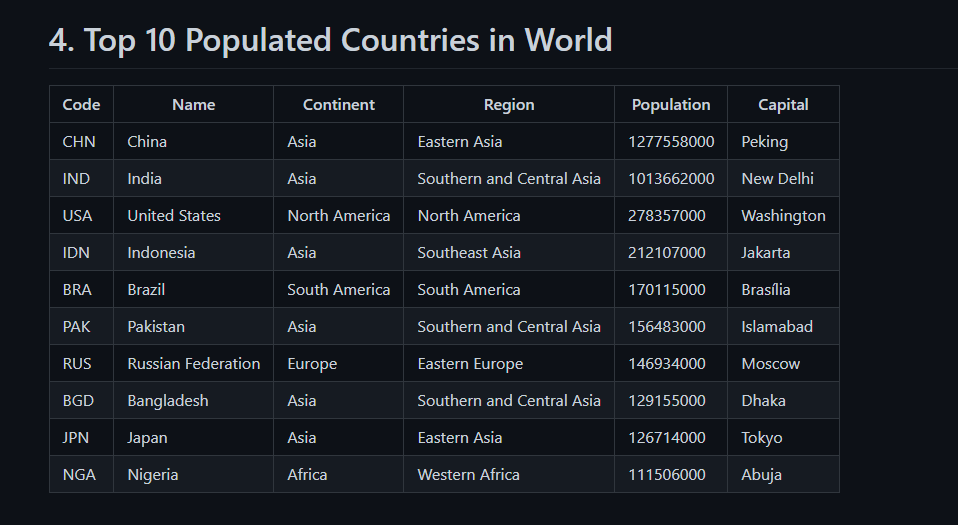 4. Top 10 Populated Countries in World
Code Name Continent Region Population Capital
CHN China Asia Eastern Asia 1277558000 Peking
IND India Asia Southern and Central Asia 1013662000 New Delhi
USA United States North America North America 278357000 Washington
IDN Indonesia Asia Southeast Asia 212107000 Jakarta
BRA Brazil South America South America 170115000 Brasília
PAK Pakistan Asia Southern and Central Asia 156483000 Islamabad
RUS Russian Federation Europe Eastern Europe 146934000 Moscow
BGD Bangladesh Asia Southern and Central Asia 129155000 Dhaka
JPN Japan Asia Eastern Asia 126714000 Tokyo
NGA Nigeria Africa Western Africa 111506000 Abuja